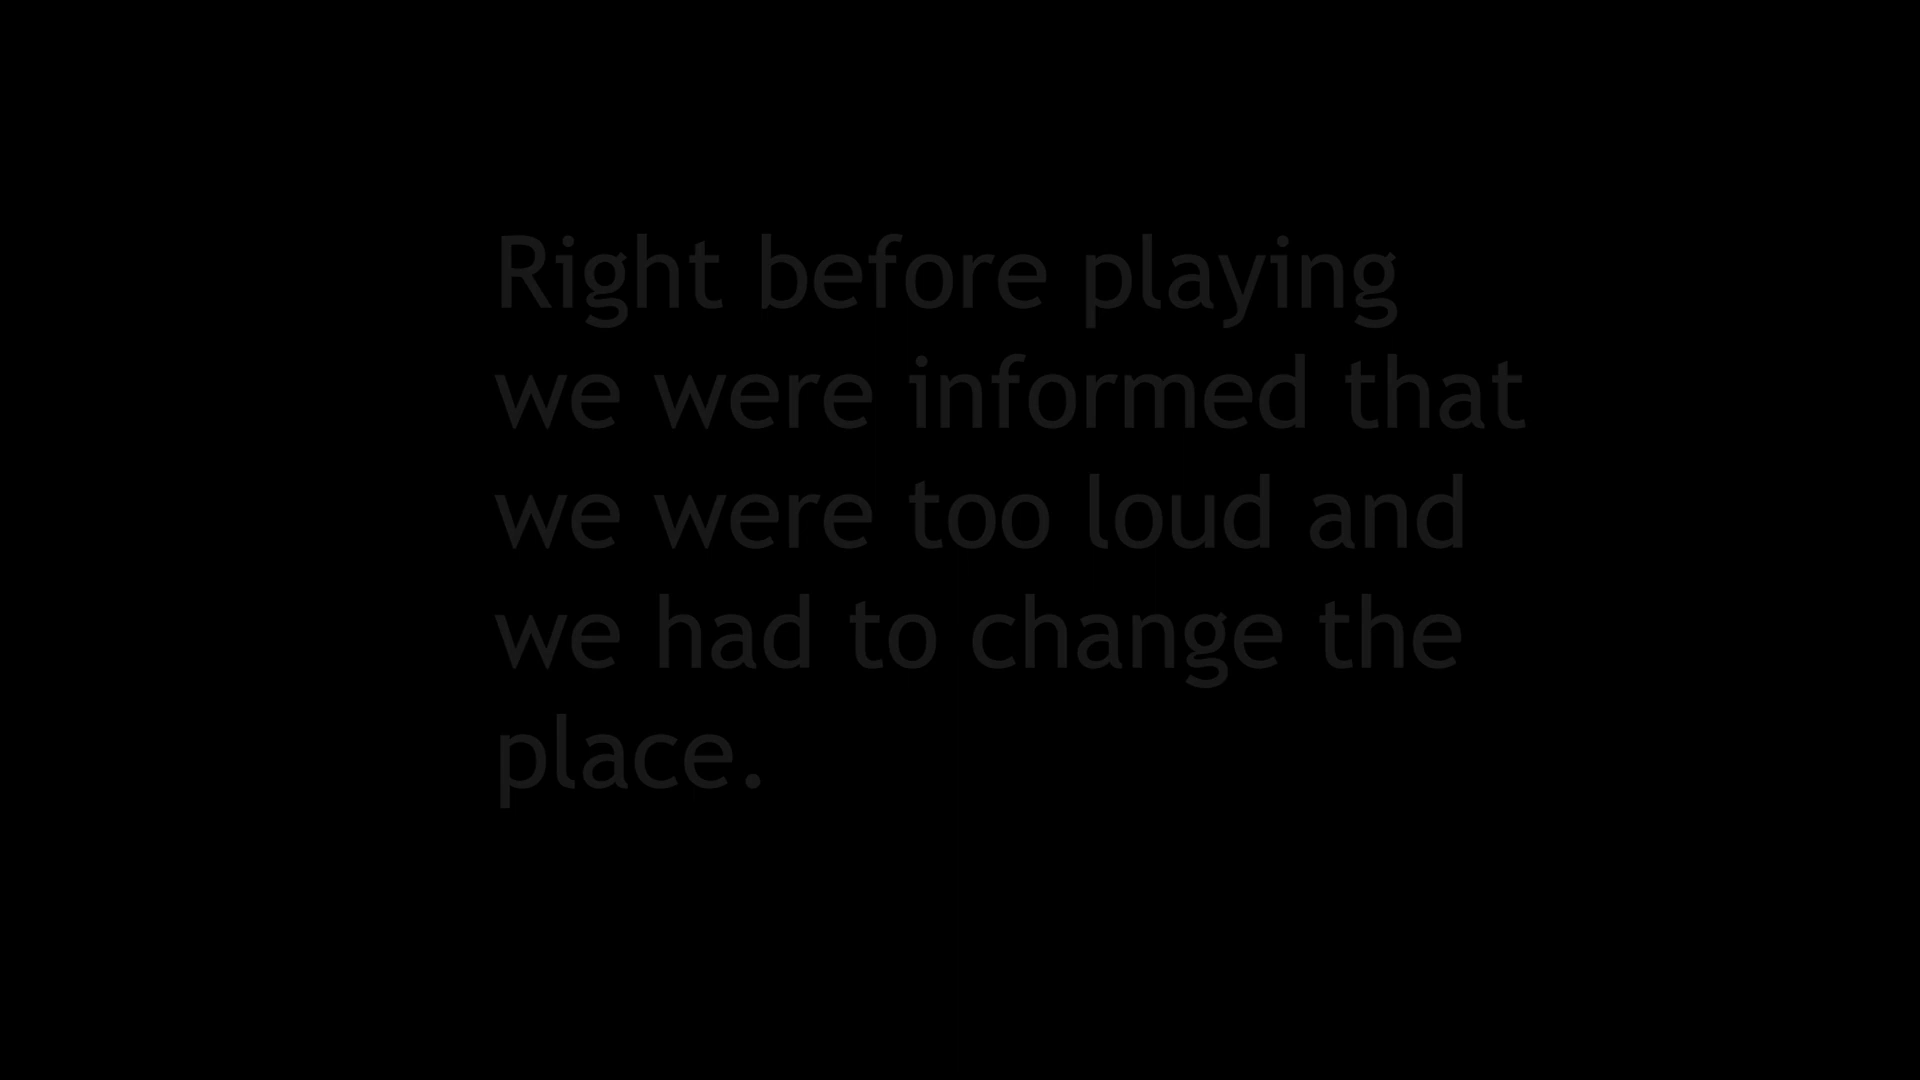 Right before playing
we were informed that
we were too loud and
we had to change the
place.